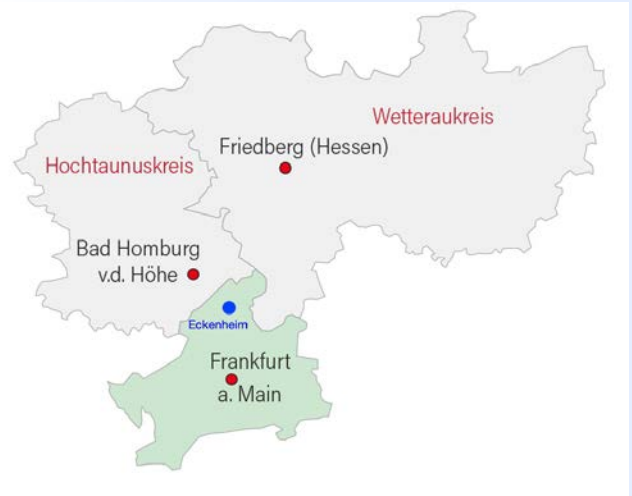 Wetteraukreis
Friedberg (Hessen)
Hochtaunuskreis
Bad Homburg
v.d. Höhe
Eckenheim
Frankfurt
a. Main